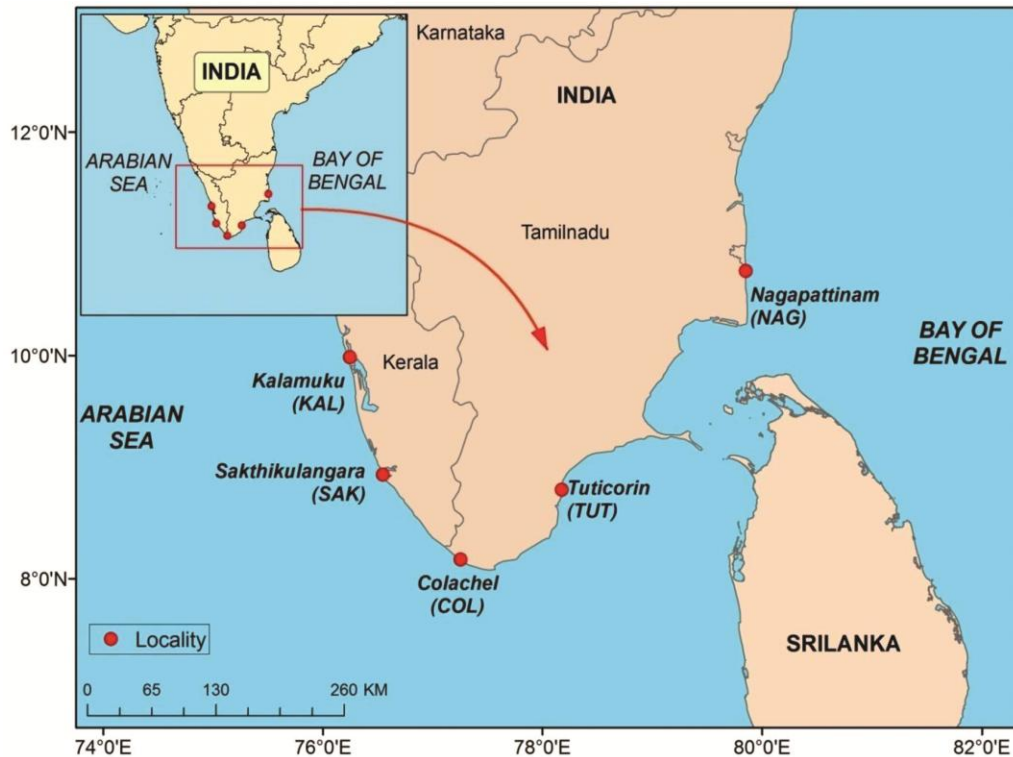 Karnataka
INDIA
INDIA
12°0'N
ARABIAN
SEA
BAY OF
BENGAL
Tamilnadu
Nagapattinam
(NAG)
10°0'N
Kerala
BAY OF
BENGAL
Kalamuku
(KAL)
ARABIAN
SEA
Sakthikulangara
(SAK)
Tuticorin
(TUT)
8°0'N
Colachel
(COL)
Locality
SRILANKA
0 65 130 260 KM
74°0'E 76°0'E 78°0'E 80°0'E 82°0'E